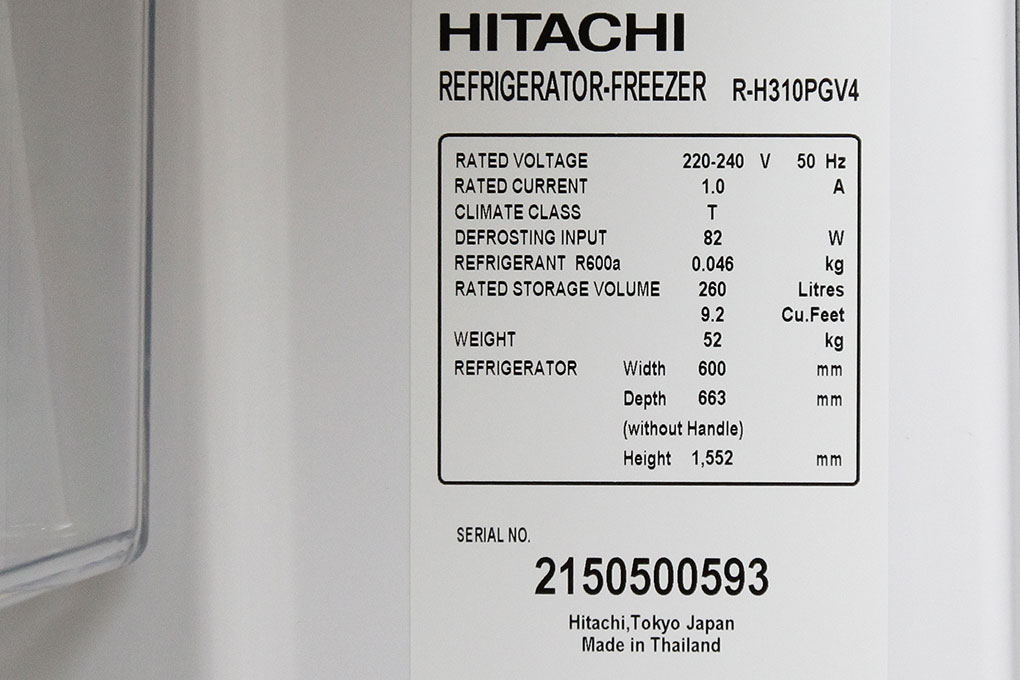 HITACHI
REFRIGERATOR-FREEZER R-H310PGV4
RATED VOLTAGE 220-240 V 50 Hz
RATED CURRENT 1.0 A
CLIMATE CLASS T
DEFROSTING INPUT 82 W
REFRIGERANT R600a 0.046 kg
RATED STORAGE VOLUME 260 Litres
9.2 Cu.Feet
WEIGHT 52 kg
REFRIGERATOR Width 600 mm
Depth 663 mm
(without Handle)
Height 1,552 mm
SERIAL NO.
2150500593
Hitachi,Tokyo Japan
Made in Thailand